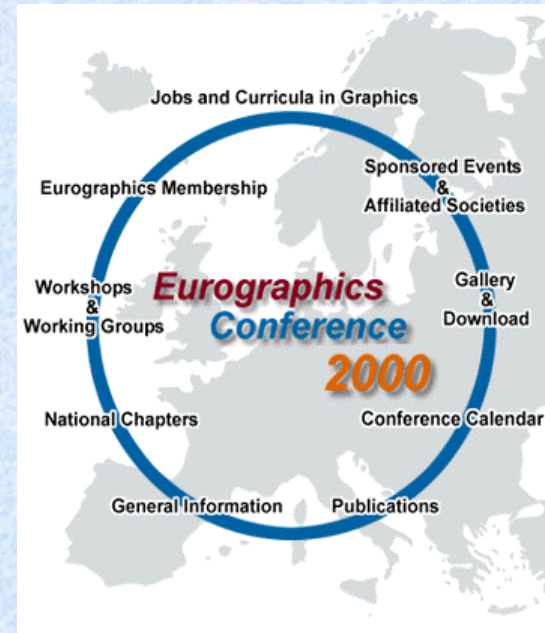 Jobs and Curricula in Graphics
Sponsored Events
&
Affiliated Societies
Eurographics Membership
Gallery
&
Download
Workshops
&
Working Groups
Eurographics
Conference
2000
National Chapters
Conference Calendar
General Information
Publications